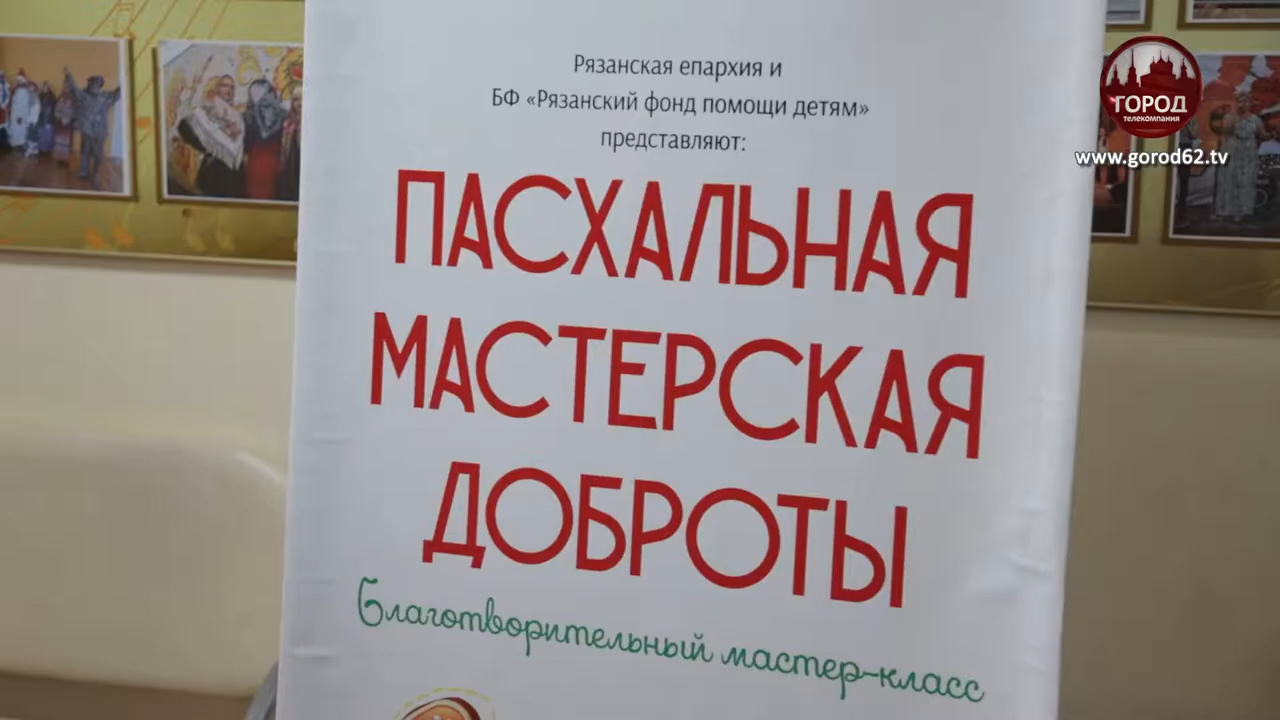 Рязанская епархия и
БФ «Рязанский фонд помощи детям»
представляют:
ПАСХАЛЬНАЯ
МАСТЕРСКАЯ
ДОБРОТЫ
Благотворительный мастер-класс
ГОРОД
телекомпания
www.gorod62.tv